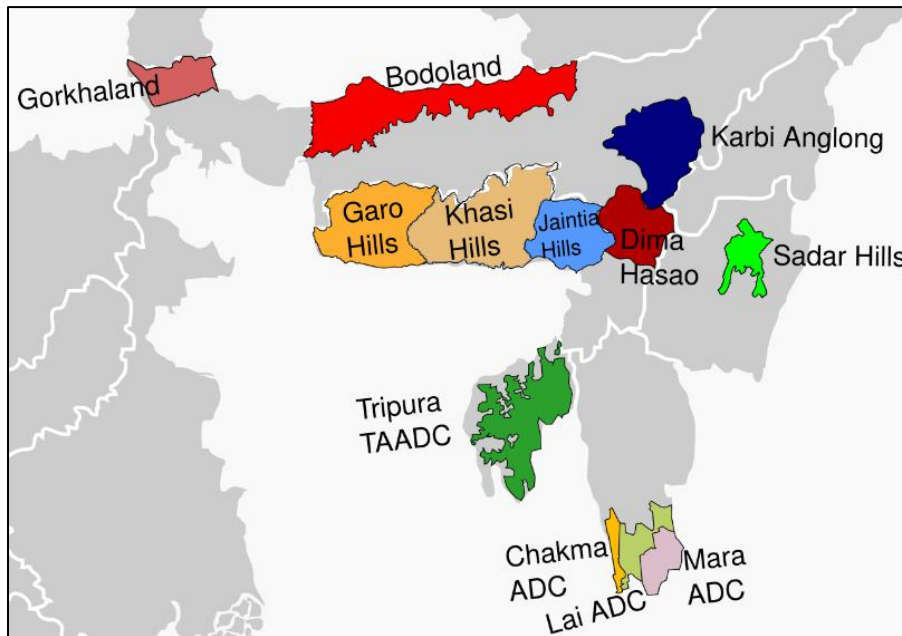 Gorkhaland
Bodoland
Karbi Anglong
Garo
Hills
Khasi
Hills
Jaintia
Hills
Dima
Hasao
Sadar Hills
Tripura
TAADC
Chakma
ADC
Lai ADC
Mara
ADC